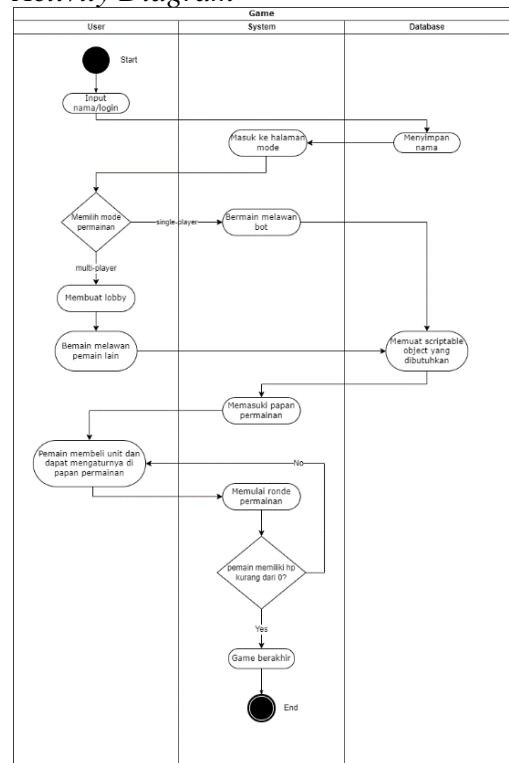 Activity Diagram
Game
User
System
Database
Start
Input
nama/login
Menyimpan
nama
Masuk ke halaman
mode
Memilih mode
permainan
single-player
Bermain melawan
bot
multi-player
Membuat lobby
Bemain melawan
pemain lain
Memuat scriptable
object yang
dibutuhkan
Memasuki papan
permainan
Pemain membeli unit dan
dapat mengaturnya di
papan permainan
No
Memulai ronde
permainan
pemain memiliki hp
kurang dari 0?
Yes
Game berakhir
End